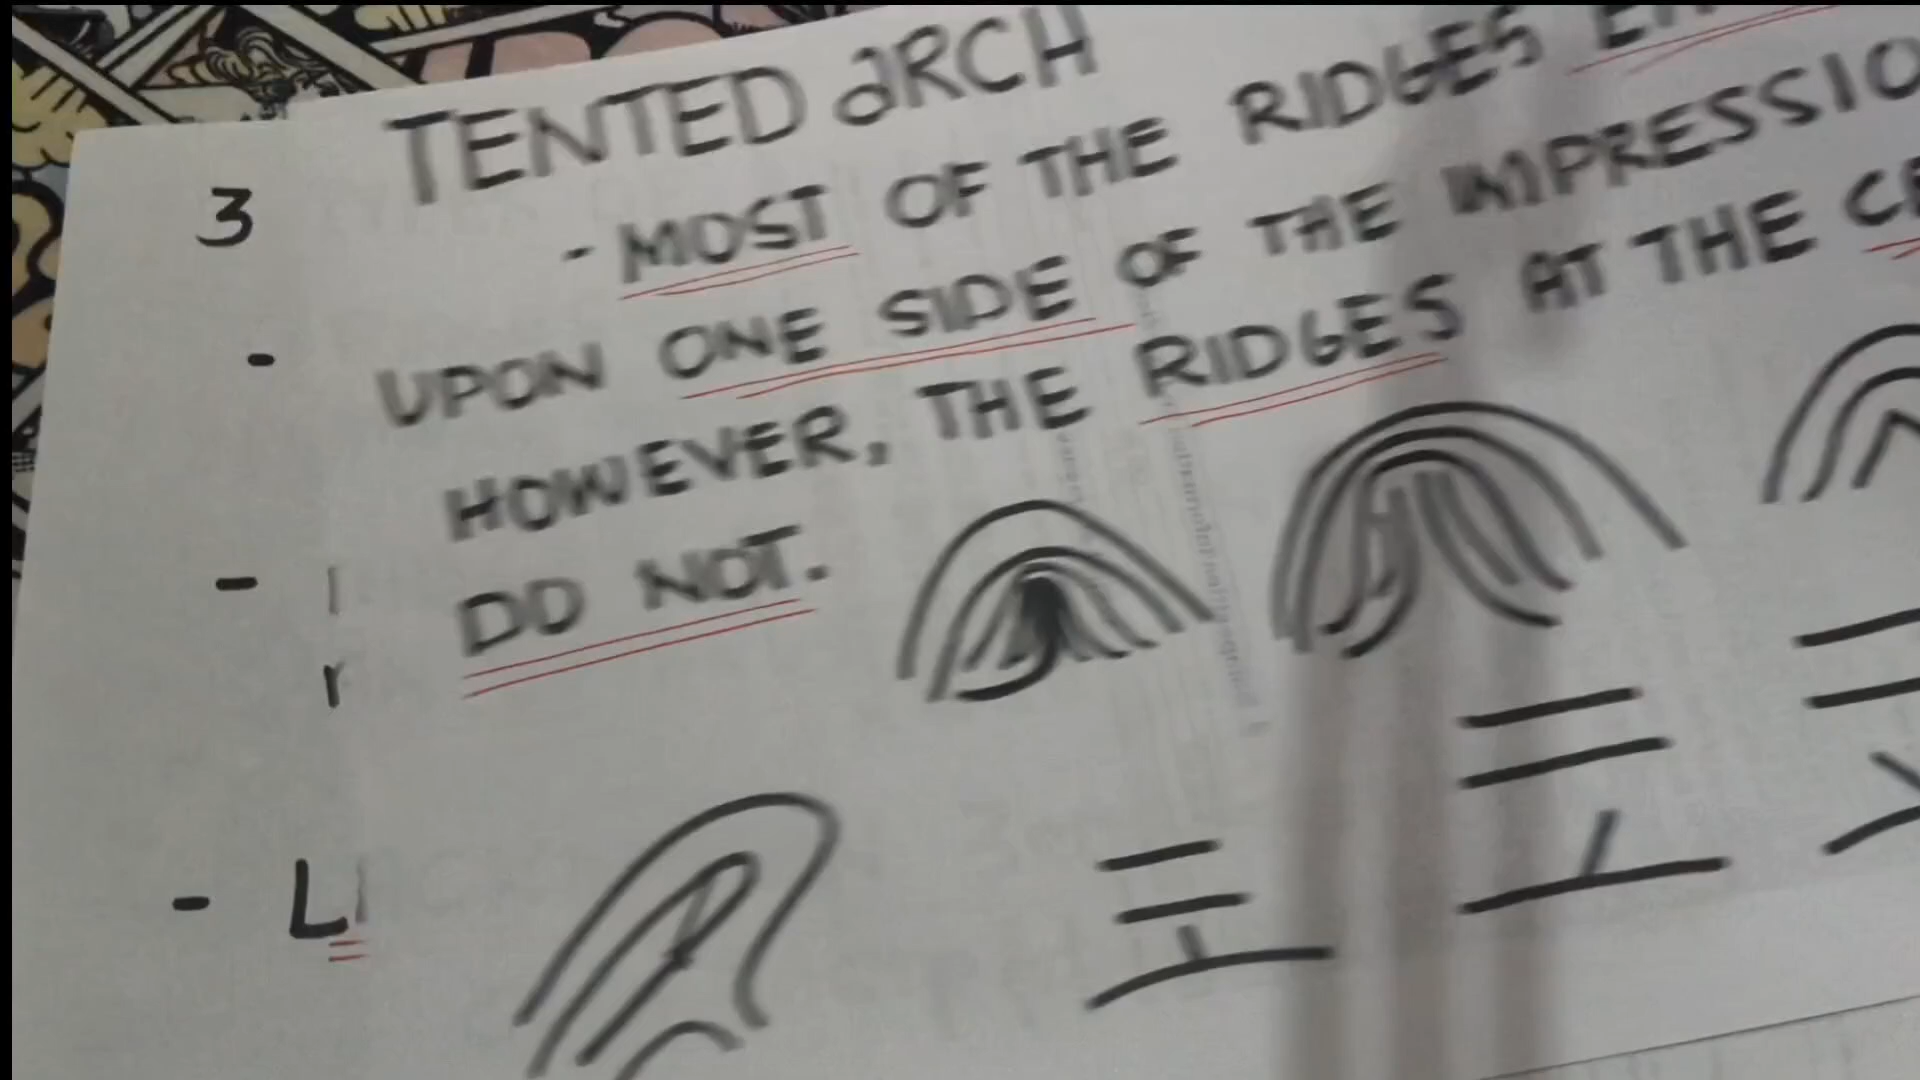 TENTED aRCH
- MOST OF THE RIDGES
UPON ONE SIDE OF THE
HOWEVER, THE RIDGES AT THE
DO NOT.
3
-
- l
r
- L